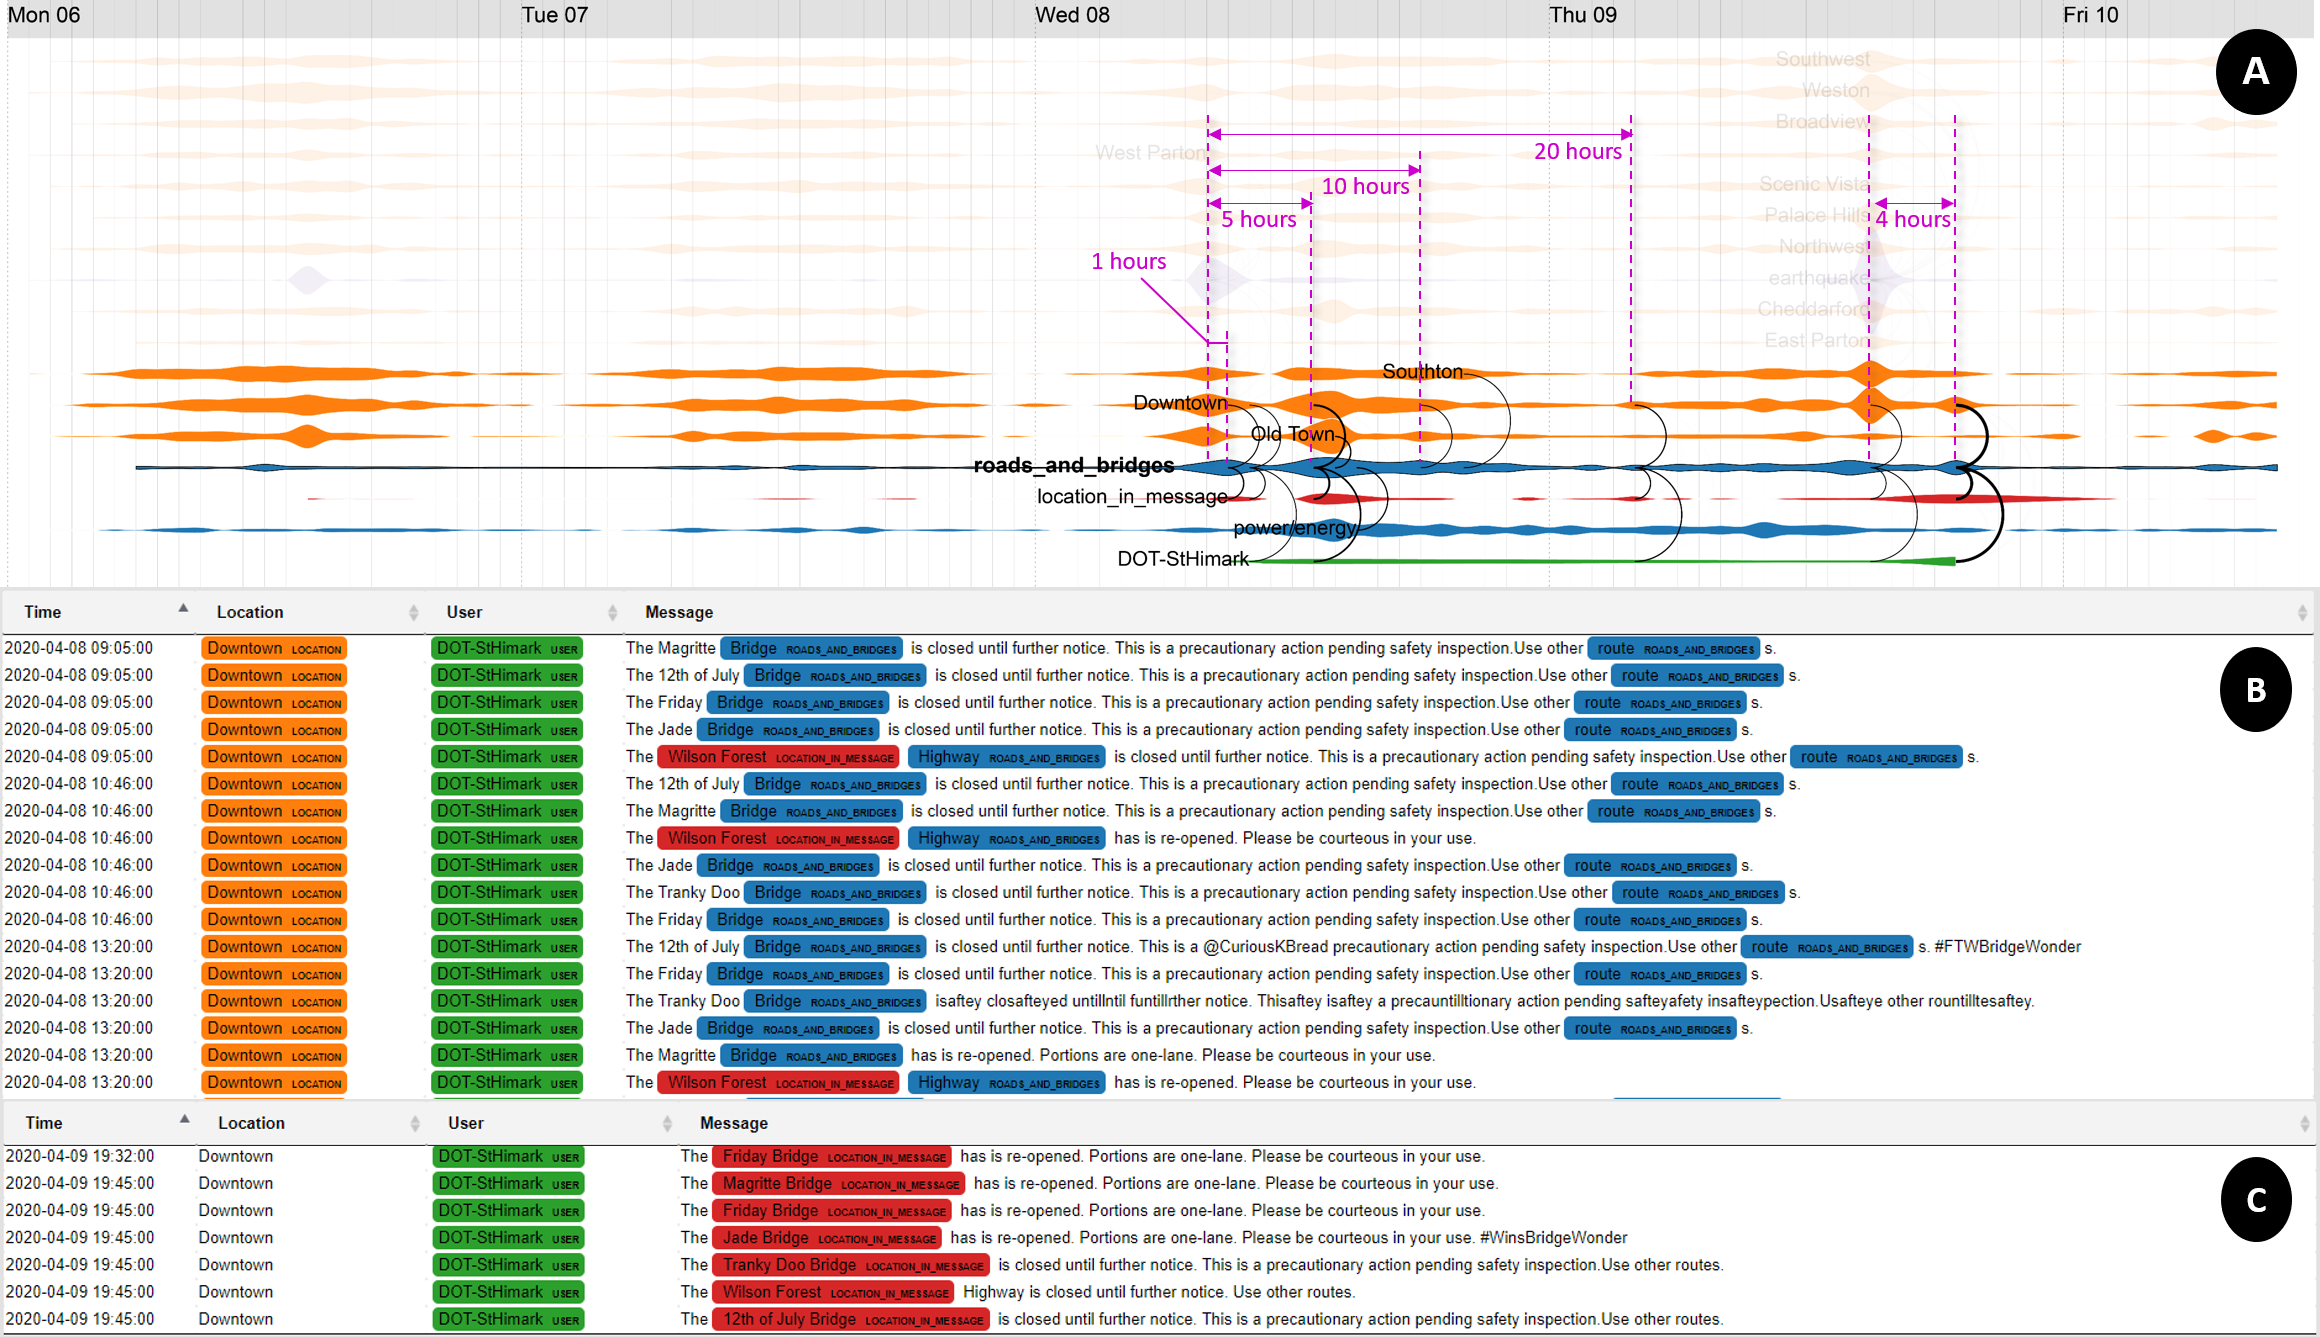 Mon 06 Tue 07 Wed 08 Thu 09 Fri 10
A
Southwest
Weston
Broadview
West Parton
20 hours
Scenic Vista
10 hours
Palace Hills
5 hours
4 hours
Northwest
1 hours
earthquake
Cheddarford
East Parton
Southton
Downtown
Old Town
roads_and_bridges
location_in_message
power/energy
DOT-StHimark
Time Location User Message
B
2020-04-08 09:05:00 Downtown LOCATION DOT-StHimark USER The Magritte Bridge ROADS_AND_BRIDGES is closed until further notice. This is a precautionary action pending safety inspection.Use other route ROADS_AND_BRIDGES s.
2020-04-08 09:05:00 Downtown LOCATION DOT-StHimark USER The 12th of July Bridge ROADS_AND_BRIDGES is closed until further notice. This is a precautionary action pending safety inspection.Use other route ROADS_AND_BRIDGES s.
2020-04-08 09:05:00 Downtown LOCATION DOT-StHimark USER The Friday Bridge ROADS_AND_BRIDGES is closed until further notice. This is a precautionary action pending safety inspection.Use other route ROADS_AND_BRIDGES s.
2020-04-08 09:05:00 Downtown LOCATION DOT-StHimark USER The Jade Bridge ROADS_AND_BRIDGES is closed until further notice. This is a precautionary action pending safety inspection.Use other route ROADS_AND_BRIDGES s.
2020-04-08 09:05:00 Downtown LOCATION DOT-StHimark USER The Wilson Forest LOCATION_IN_MESSAGE Highway ROADS_AND_BRIDGES is closed until further notice. This is a precautionary action pending safety inspection.Use other route ROADS_AND_BRIDGES s.
2020-04-08 10:46:00 Downtown LOCATION DOT-StHimark USER The 12th of July Bridge ROADS_AND_BRIDGES is closed until further notice. This is a precautionary action pending safety inspection.Use other route ROADS_AND_BRIDGES s.
2020-04-08 10:46:00 Downtown LOCATION DOT-StHimark USER The Magritte Bridge ROADS_AND_BRIDGES is closed until further notice. This is a precautionary action pending safety inspection.Use other route ROADS_AND_BRIDGES s.
2020-04-08 10:46:00 Downtown LOCATION DOT-StHimark USER The Wilson Forest LOCATION_IN_MESSAGE Highway ROADS_AND_BRIDGES has is re-opened. Please be courteous in your use.
2020-04-08 10:46:00 Downtown LOCATION DOT-StHimark USER The Jade Bridge ROADS_AND_BRIDGES is closed until further notice. This is a precautionary action pending safety inspection.Use other route ROADS_AND_BRIDGES s.
2020-04-08 10:46:00 Downtown LOCATION DOT-StHimark USER The Tranky Doo Bridge ROADS_AND_BRIDGES is closed until further notice. This is a precautionary action pending safety inspection.Use other route ROADS_AND_BRIDGES s.
2020-04-08 10:46:00 Downtown LOCATION DOT-StHimark USER The Friday Bridge ROADS_AND_BRIDGES is closed until further notice. This is a precautionary action pending safety inspection.Use other route ROADS_AND_BRIDGES s.
2020-04-08 13:20:00 Downtown LOCATION DOT-StHimark USER The 12th of July Bridge ROADS_AND_BRIDGES is closed until further notice. This is a @CuriousKBread precautionary action pending safety inspection.Use other route ROADS_AND_BRIDGES s. #FTWBridgeWonder
2020-04-08 13:20:00 Downtown LOCATION DOT-StHimark USER The Friday Bridge ROADS_AND_BRIDGES is closed until further notice. This is a precautionary action pending safety inspection.Use other route ROADS_AND_BRIDGES s.
2020-04-08 13:20:00 Downtown LOCATION DOT-StHimark USER The Tranky Doo Bridge ROADS_AND_BRIDGES isaftey closafteyed untillntil funtillrther notice. Thisaftey isaftey a precauntilltionary action pending safteyafety insafteypection.Usafteye other rountilltesaftey.
2020-04-08 13:20:00 Downtown LOCATION DOT-StHimark USER The Jade Bridge ROADS_AND_BRIDGES is closed until further notice. This is a precautionary action pending safety inspection.Use other route ROADS_AND_BRIDGES s.
2020-04-08 13:20:00 Downtown LOCATION DOT-StHimark USER The Magritte Bridge ROADS_AND_BRIDGES has is re-opened. Portions are one-lane. Please be courteous in your use.
2020-04-08 13:20:00 Downtown LOCATION DOT-StHimark USER The Wilson Forest LOCATION_IN_MESSAGE Highway ROADS_AND_BRIDGES has is re-opened. Please be courteous in your use.
Time Location User Message
C
2020-04-09 19:32:00 Downtown DOT-StHimark USER The Friday Bridge LOCATION_IN_MESSAGE has is re-opened. Portions are one-lane. Please be courteous in your use.
2020-04-09 19:45:00 Downtown DOT-StHimark USER The Magritte Bridge LOCATION_IN_MESSAGE has is re-opened. Portions are one-lane. Please be courteous in your use.
2020-04-09 19:45:00 Downtown DOT-StHimark USER The Friday Bridge LOCATION_IN_MESSAGE has is re-opened. Portions are one-lane. Please be courteous in your use.
2020-04-09 19:45:00 Downtown DOT-StHimark USER The Jade Bridge LOCATION_IN_MESSAGE has is re-opened. Portions are one-lane. Please be courteous in your use. #WinsBridgeWonder
2020-04-09 19:45:00 Downtown DOT-StHimark USER The Tranky Doo Bridge LOCATION_IN_MESSAGE is closed until further notice. This is a precautionary action pending safety inspection.Use other routes.
2020-04-09 19:45:00 Downtown DOT-StHimark USER The Wilson Forest LOCATION_IN_MESSAGE Highway is closed until further notice. Use other routes.
2020-04-09 19:45:00 Downtown DOT-StHimark USER The 12th of July Bridge LOCATION_IN_MESSAGE is closed until further notice. This is a precautionary action pending safety inspection.Use other routes.